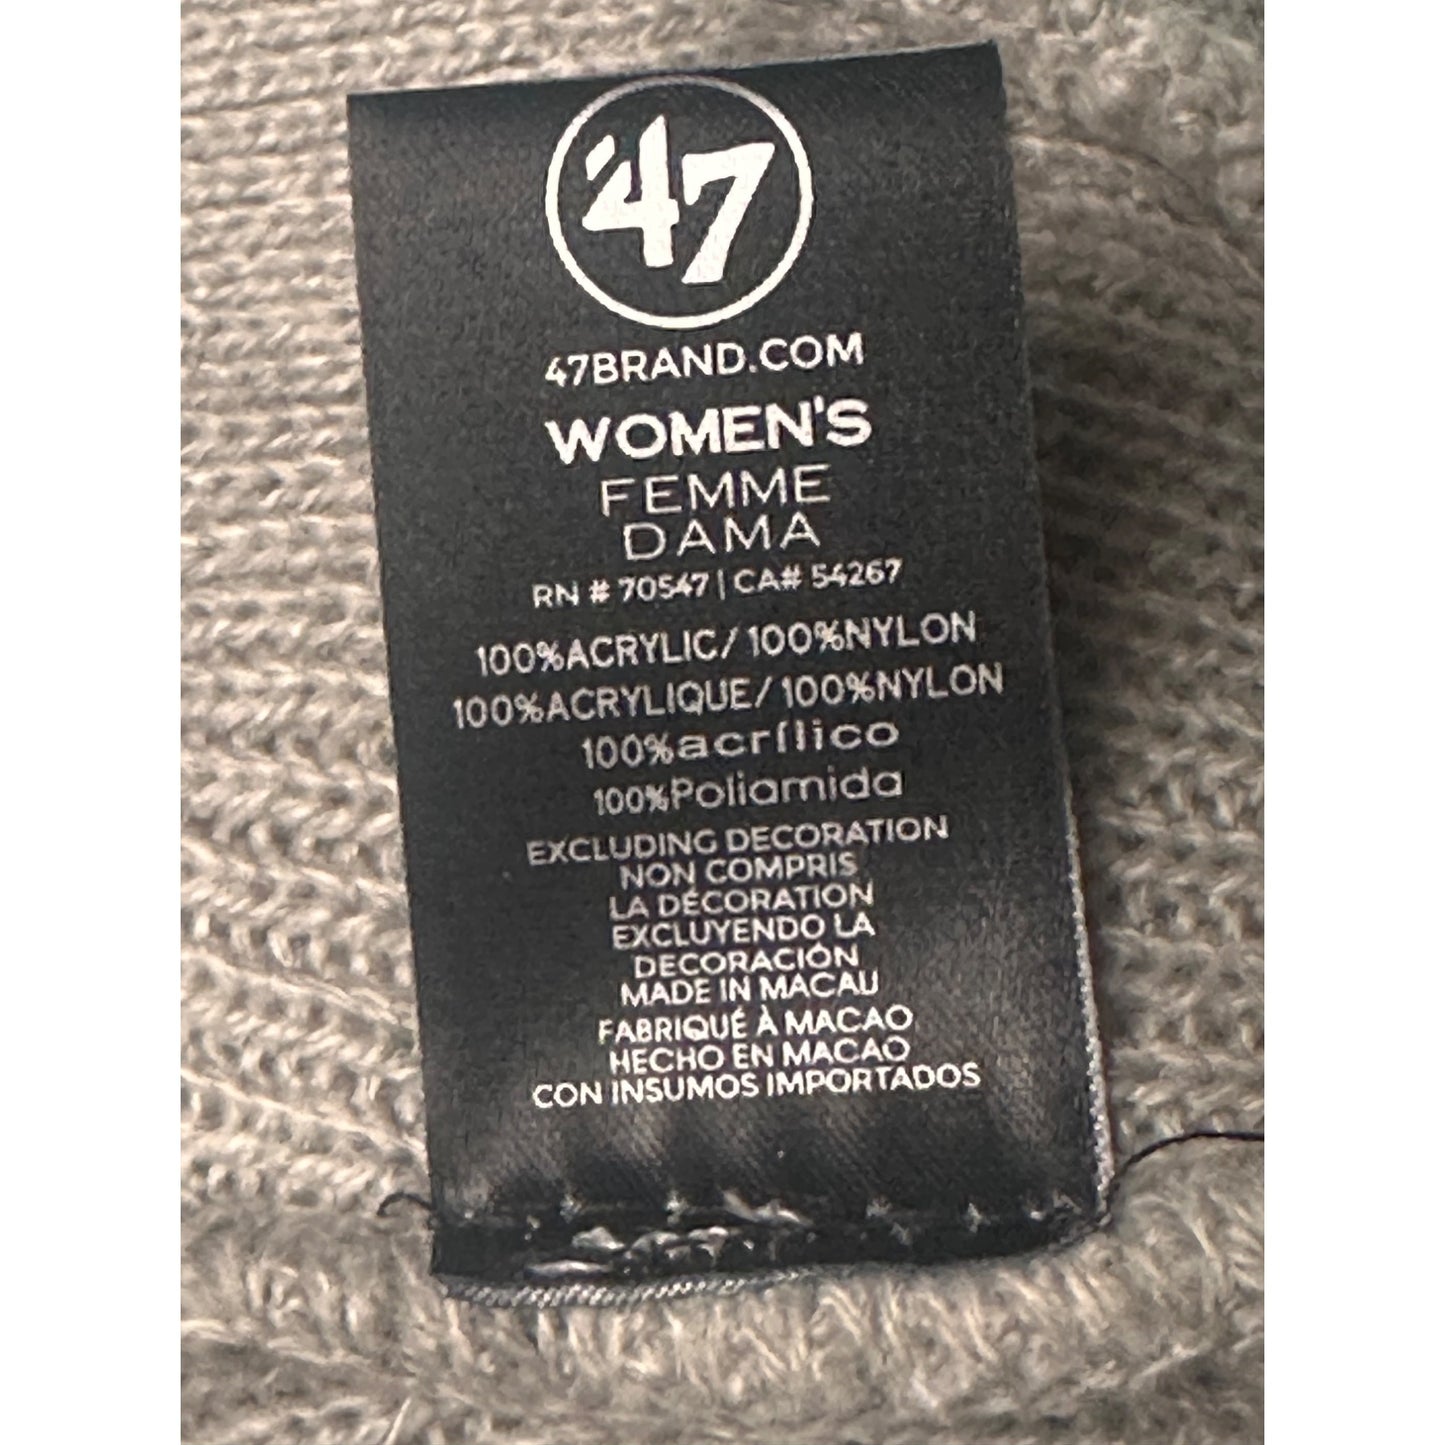 '47
47BRAND.COM
WOMEN'S
FEMME
DAMA
RN # 70547 | CA# 54267
100%ACRYLIC/ 100%NYLON
100%ACRYLIQUE/ 100%NYLON
100%acrílico
100%Poliamida
EXCLUDING DECORATION
NON COMPRIS
LA DÉCORATION
EXCLUYENDO LA
DECORACIÓN
MADE IN MACAU
FABRIQUÉ À MACAO
HECHO EN MACAO
CON INSUMOS IMPORTADOS